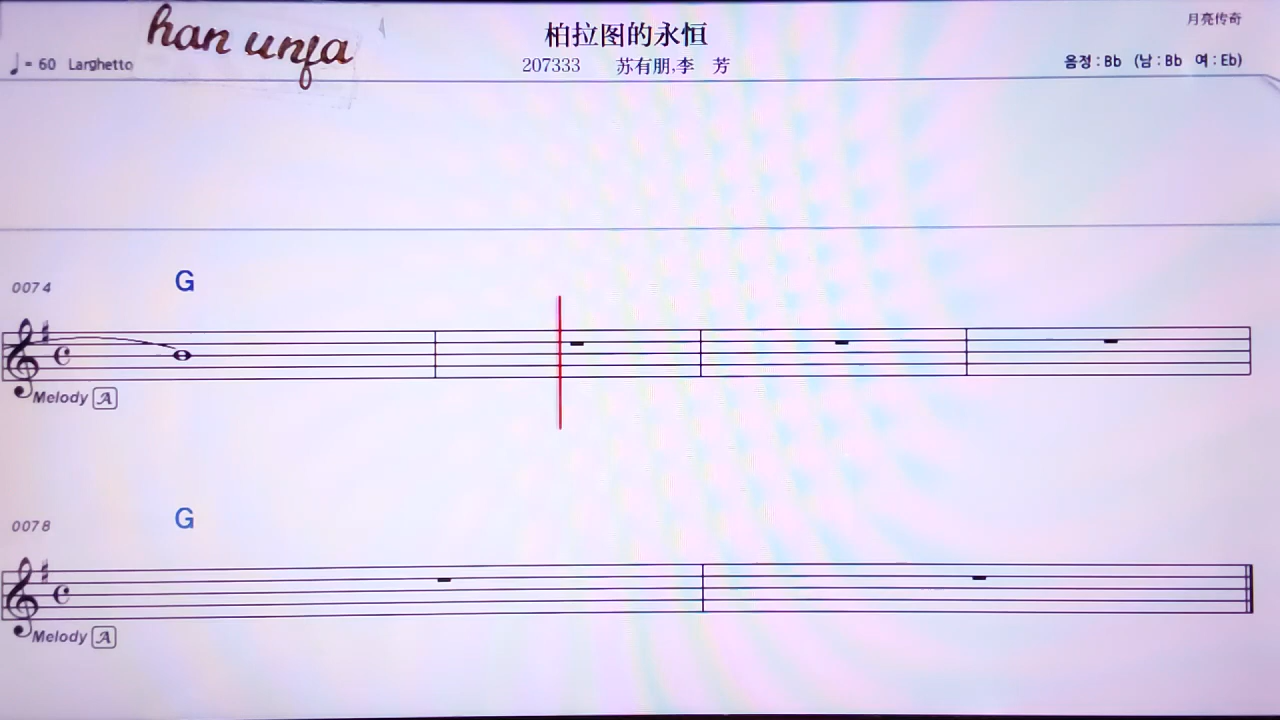 han unfa
柏拉图的永恒
月亮传奇
♩= 60 Larghetto
207333 苏有朋,李 芳
음정 : Bb (남 : Bb 여 : Eb)
G
0074
Melody A
G
0078
Melody A